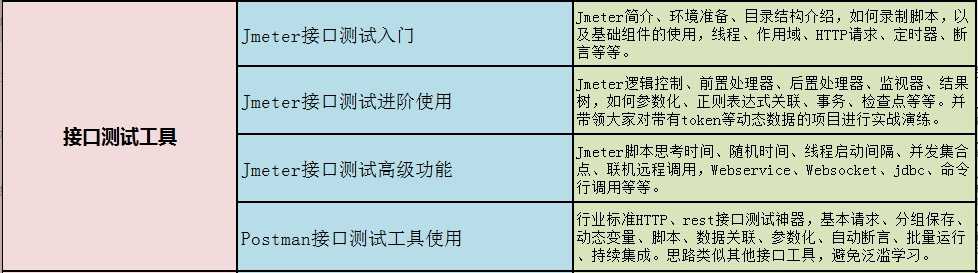 接口测试工具
Jmeter接口测试入门
Jmeter简介、环境准备、目录结构介绍，如何录制脚本，以
及基础组件的使用，线程、作用域、HTTP请求、定时器、断
言等等。
Jmeter接口测试进阶使用
Jmeter逻辑控制、前置处理器、后置处理器、监视器、结果
树，如何参数化、正则表达式关联、事务、检查点等等。并
带领大家对带有token等动态数据的项目进行实战演练。
Jmeter接口测试高级功能
Jmeter脚本思考时间、随机时间、线程启动间隔、并发集合
点、联机远程调用，Webservice、Websocket、jdbc、命令
行调用等等。
Postman接口测试工具使用
行业标准HTTP、rest接口测试神器，基本请求、分组保存、
动态变量、脚本、数据关联、参数化、自动断言、批量运行
、持续集成。思路类似其他接口工具，避免泛滥学习。